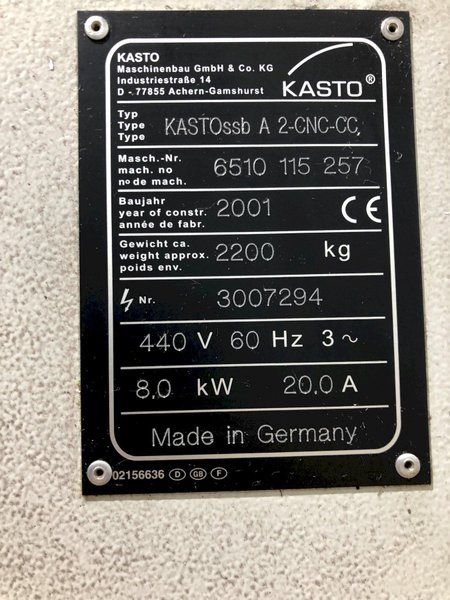 KASTO
Maschinenbau GmbH & Co. KG
Industriestraße 14
D -.77855 Achern-Gamshurst
KASTO®
Typ
Type KASTOssb A 2-CNC-CC,
Type
Masch.-Nr.
mach. no 6510 115 257
no de mach.
Baujahr
year of constr. 2001 CE
année de fabr.
Gewicht ca.
weight approx. 2200 kg
poids env.
Nr. 3007294
440 V 60 Hz 3 ~
8.0 kW 20.0 A
Made in Germany
02156636 D GB F